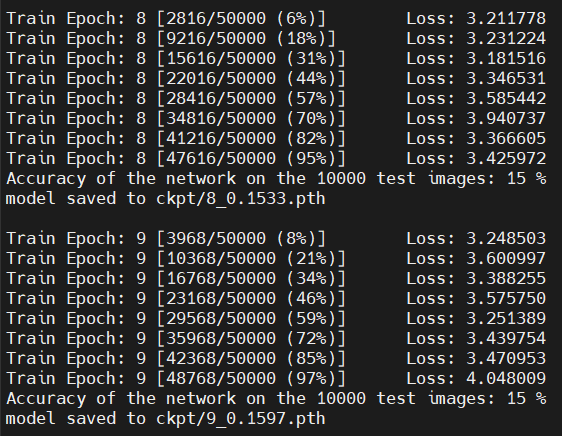 Train Epoch: 8 [2816/50000 (6%)] Loss: 3.211778
Train Epoch: 8 [9216/50000 (18%)] Loss: 3.231224
Train Epoch: 8 [15616/50000 (31%)] Loss: 3.181516
Train Epoch: 8 [22016/50000 (44%)] Loss: 3.346531
Train Epoch: 8 [28416/50000 (57%)] Loss: 3.585442
Train Epoch: 8 [34816/50000 (70%)] Loss: 3.940737
Train Epoch: 8 [41216/50000 (82%)] Loss: 3.366605
Train Epoch: 8 [47616/50000 (95%)] Loss: 3.425972
Accuracy of the network on the 10000 test images: 15 %
model saved to ckpt/8_0.1533.pth
Train Epoch: 9 [3968/50000 (8%)] Loss: 3.248503
Train Epoch: 9 [10368/50000 (21%)] Loss: 3.600997
Train Epoch: 9 [16768/50000 (34%)] Loss: 3.388255
Train Epoch: 9 [23168/50000 (46%)] Loss: 3.575750
Train Epoch: 9 [29568/50000 (59%)] Loss: 3.251389
Train Epoch: 9 [35968/50000 (72%)] Loss: 3.439754
Train Epoch: 9 [42368/50000 (85%)] Loss: 3.470953
Train Epoch: 9 [48768/50000 (97%)] Loss: 4.048009
Accuracy of the network on the 10000 test images: 15 %
model saved to ckpt/9_0.1597.pth